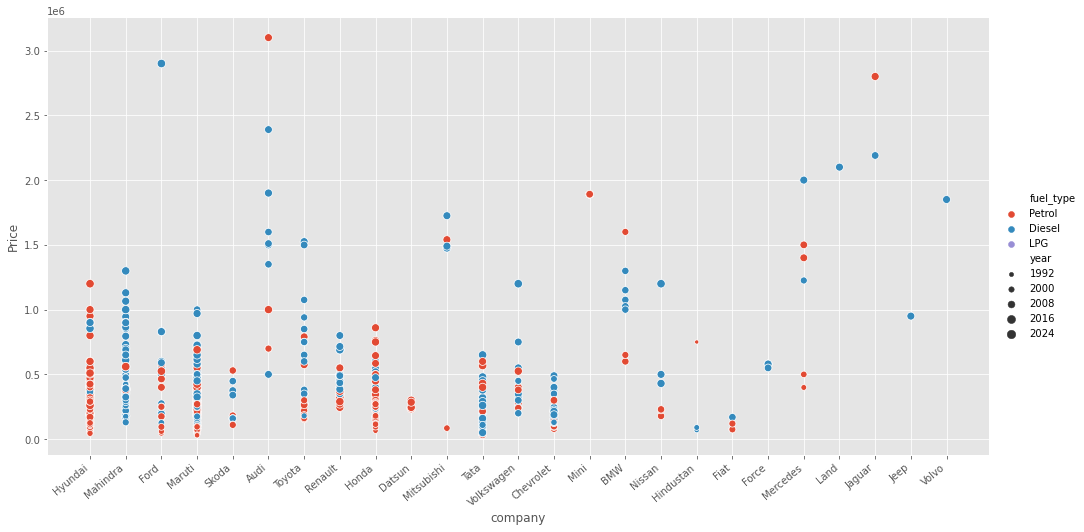 1e6
3.0
2.5
2.0
1.5
1.0
0.5
0.0
Price
Hyundai
Mahindra
Ford
Maruti
Skoda
Audi
Toyota
Renault
Honda
Datsun
Mitsubishi
Tata
Volkswagen
Chevrolet
Mini
BMW
Nissan
Hindustan
Fiat
Force
Mercedes
Land
Jaguar
Jeep
Volvo
company
fuel_type
Petrol
Diesel
LPG
year
1992
2000
2008
2016
2024